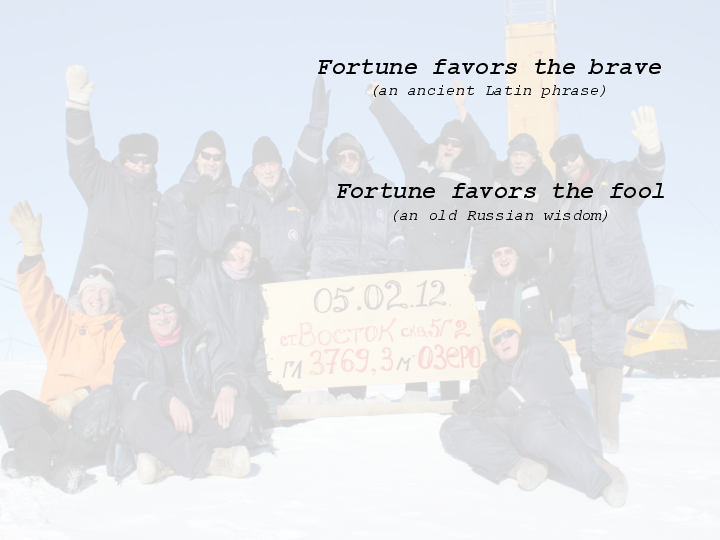 Fortune favors the brave
(an ancient Latin phrase)
Fortune favors the fool
(an old Russian wisdom)
05.02.12.
ст. ВОСТОК скв. 5Г2
ГЛ. 3769,3 м ОЗЕРО